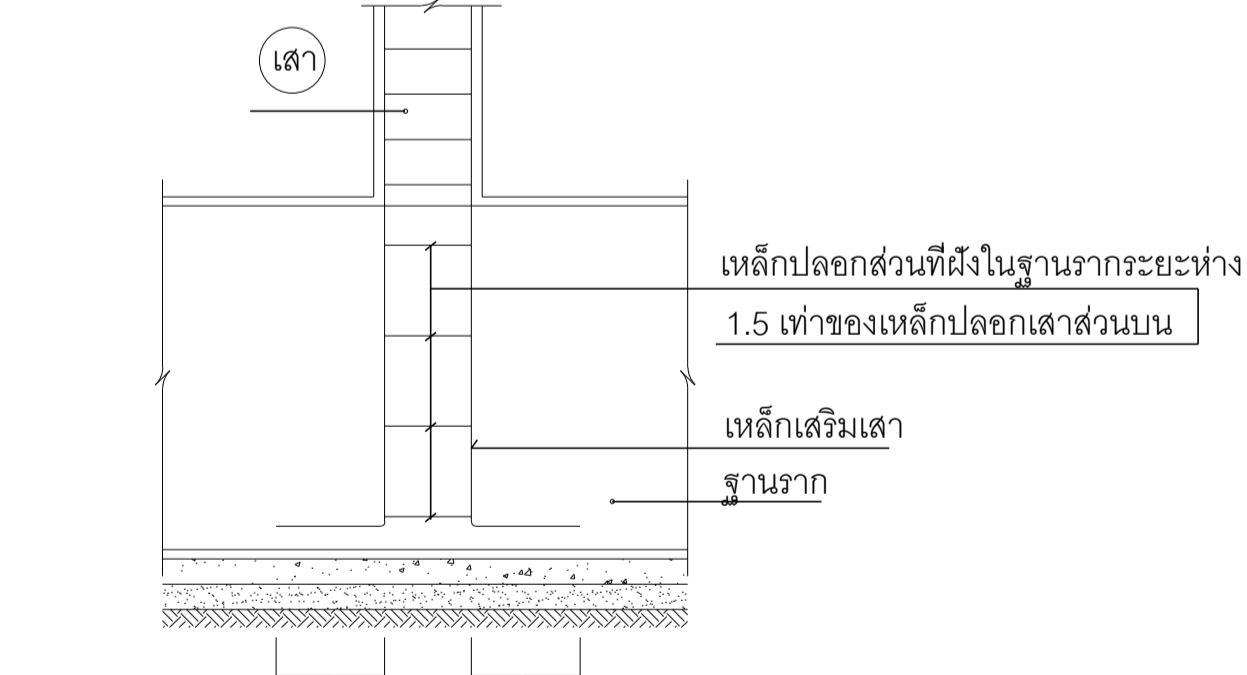 เสา
เหล็กปลอกส่วนที่ฝังในฐานรากระยะห่าง
1.5 เท่าของเหล็กปลอกเสาส่วนบน
เหล็กเสริมเสา
ฐานราก